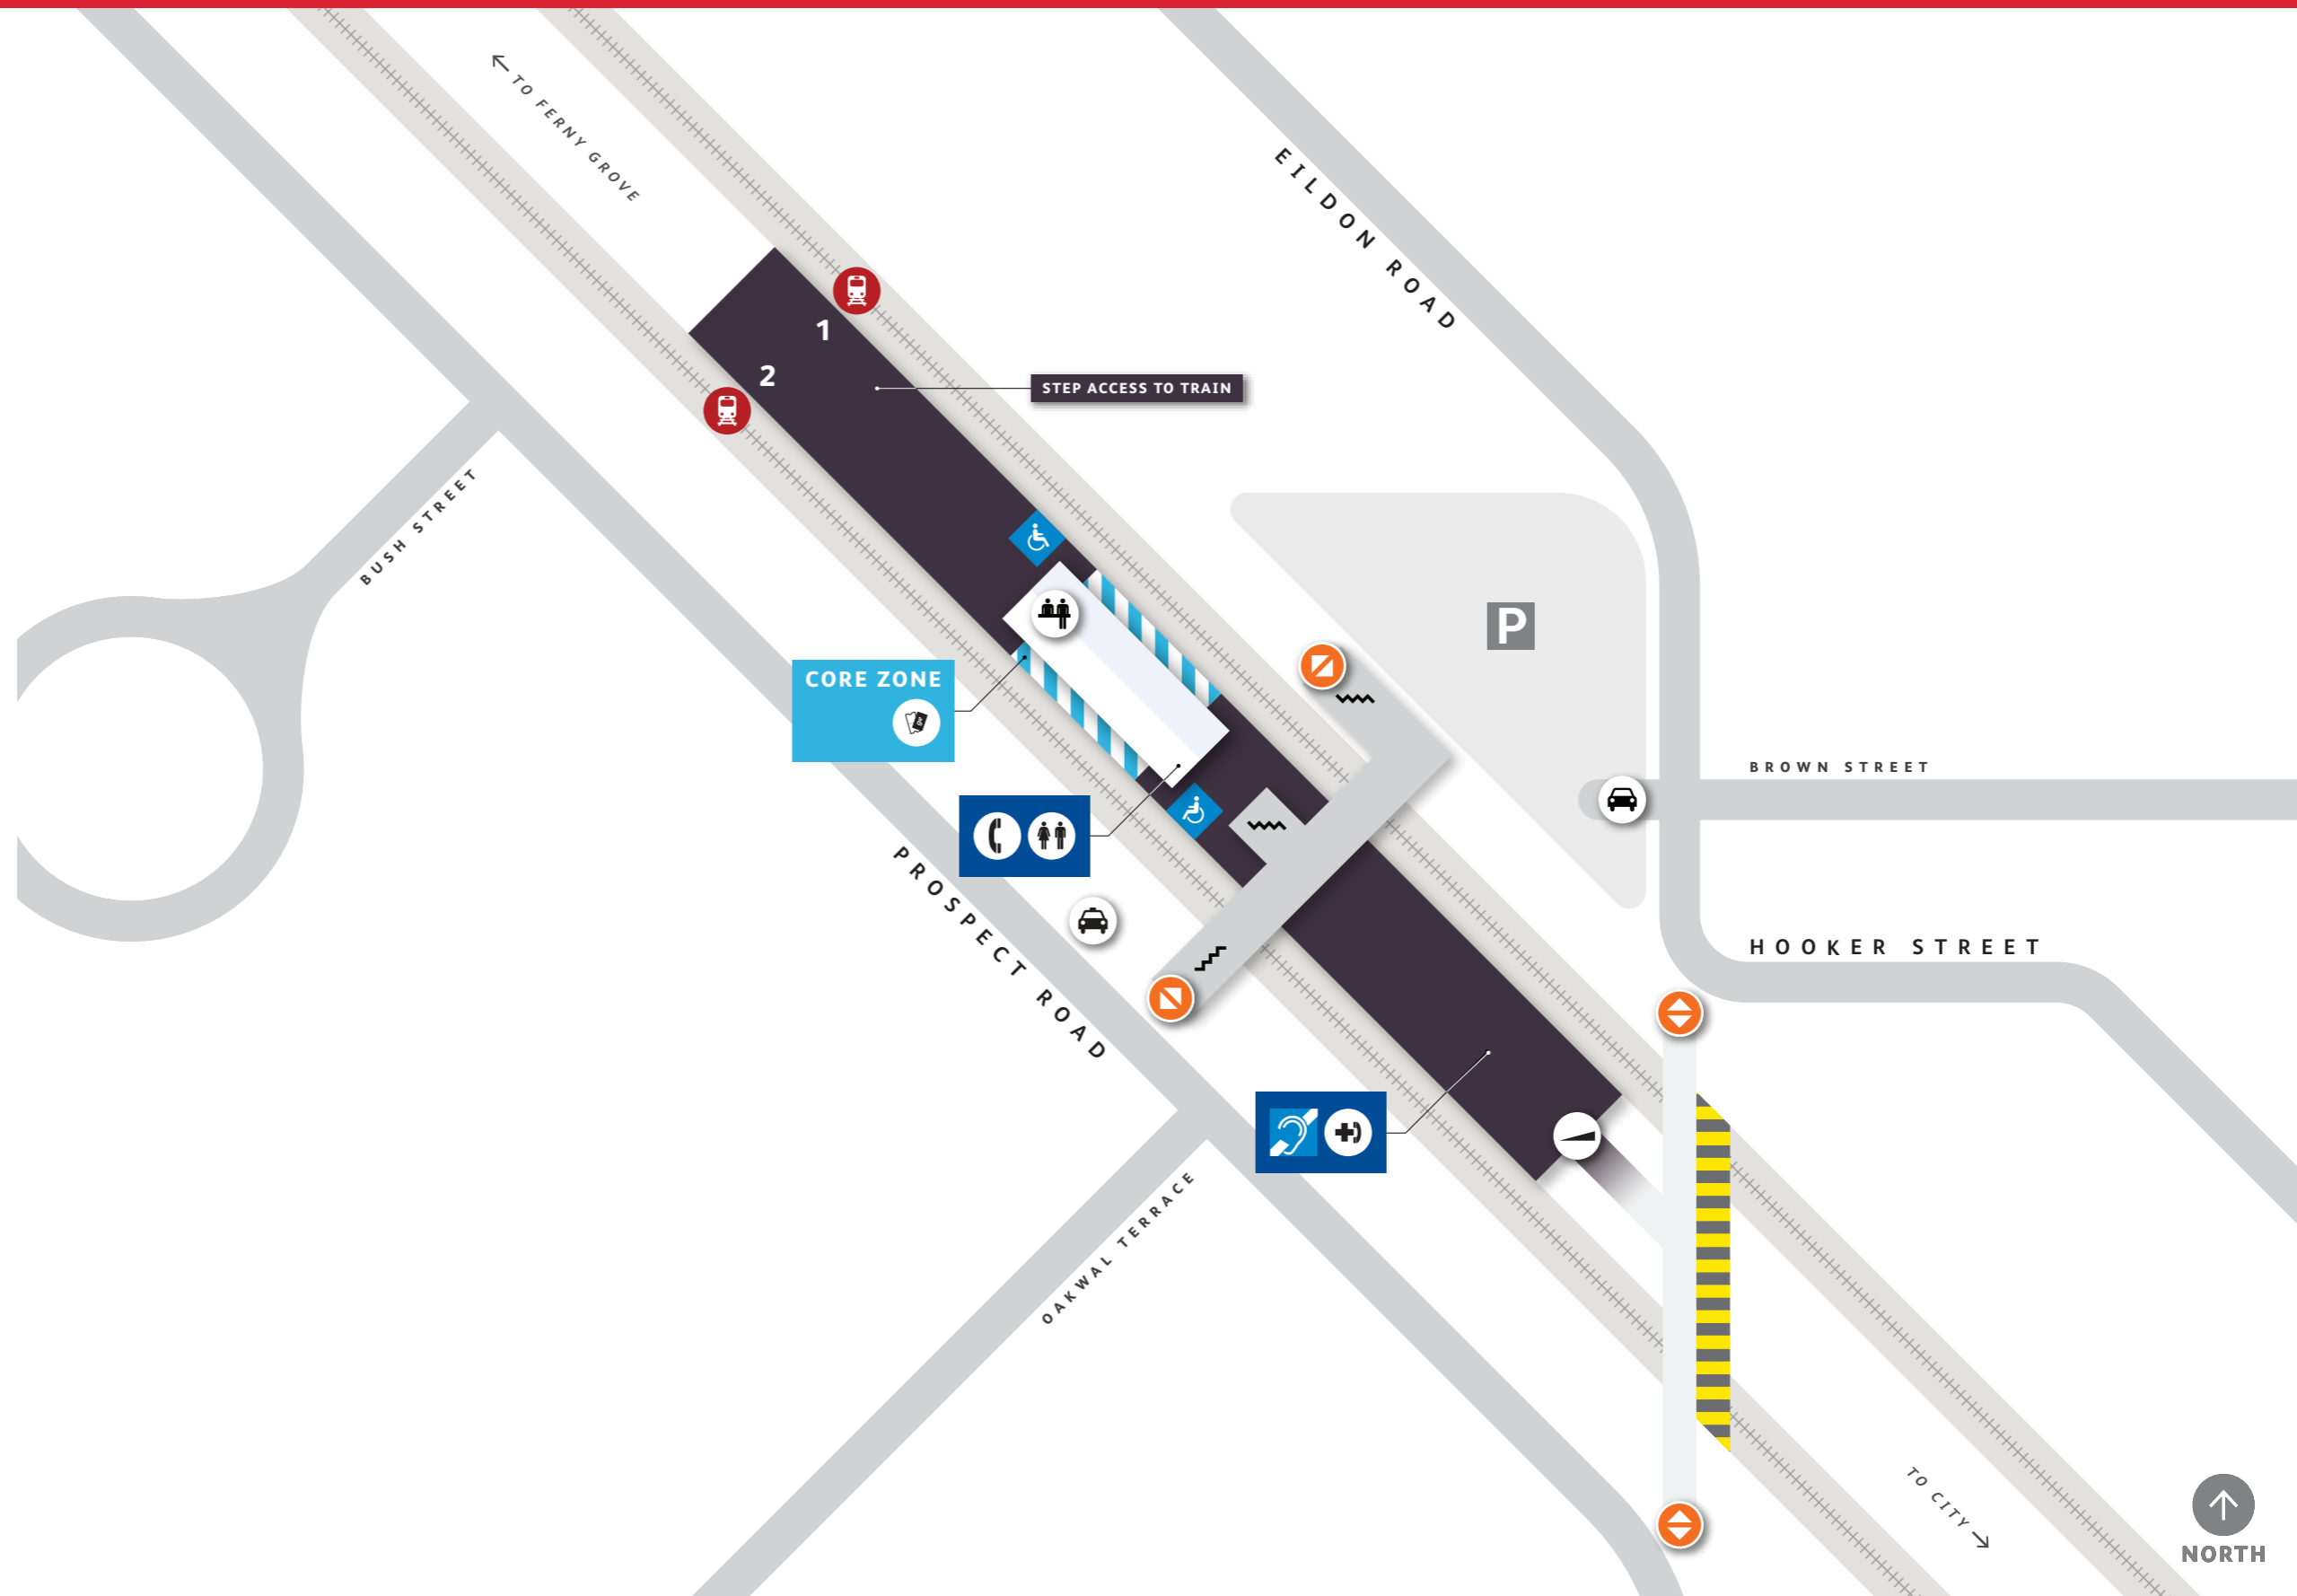 TO FERNY GROVE
EILDON ROAD
1
2
STEP ACCESS TO TRAIN
BUSH STREET
P
CORE ZONE
go
BROWN STREET
PROSPECT ROAD
HOOKER STREET
OAKWAL TERRACE
TO CITY
NORTH